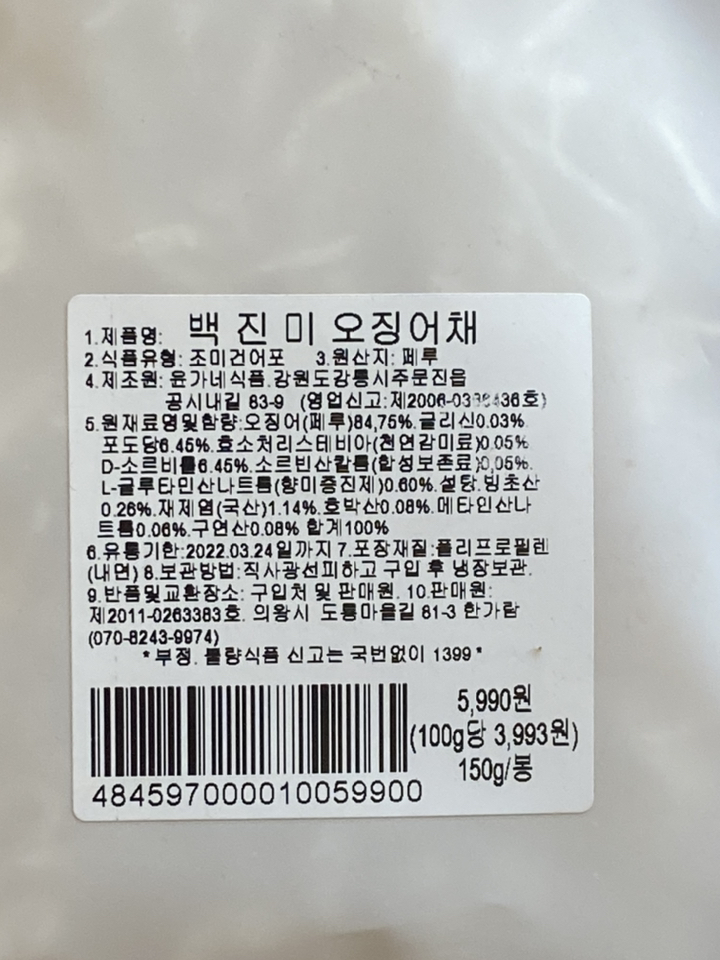 1.제품명: 백 진 미 오징어채
2.식품유형: 조미건어포 3.원산지: 페루
4.제조원: 윤가네식품.강원도강릉시주문진읍
공시내길 83-9 (영업신고:제2006-0336436호)
5.원재료명및함량:오징어(페루)84,75%.글리신0.03%.
포도당6.45%.효소처리스테비아(천연감미료)0.05%
D-소르비톨6.45%.소르빈산칼륨(합성보존료)0,05%.
L-글루타민산나트륨(향미증진제)0.60%.설탕.빙초산
0.26%.재제염(국산)1.14%.호박산0.08%.메타인산나
트륨0.06%.구연산0.08% 합계100%
6.유통기한:2022.03.24일까지 7.포장재질:폴리프로필렌
(내면) 8.보관방법:직사광선피하고 구입 후 냉장보관.
9.반품및교환장소: 구입처 및 판매원. 10.판매원:
제2011-0263383호. 의왕시 도룡마을길 61-3 한가람
(070-8243-9974)
*부정. 불량식품 신고는 국번없이 1399*
5,990원
(100g당 3,993원)
150g/봉
484597000010059900